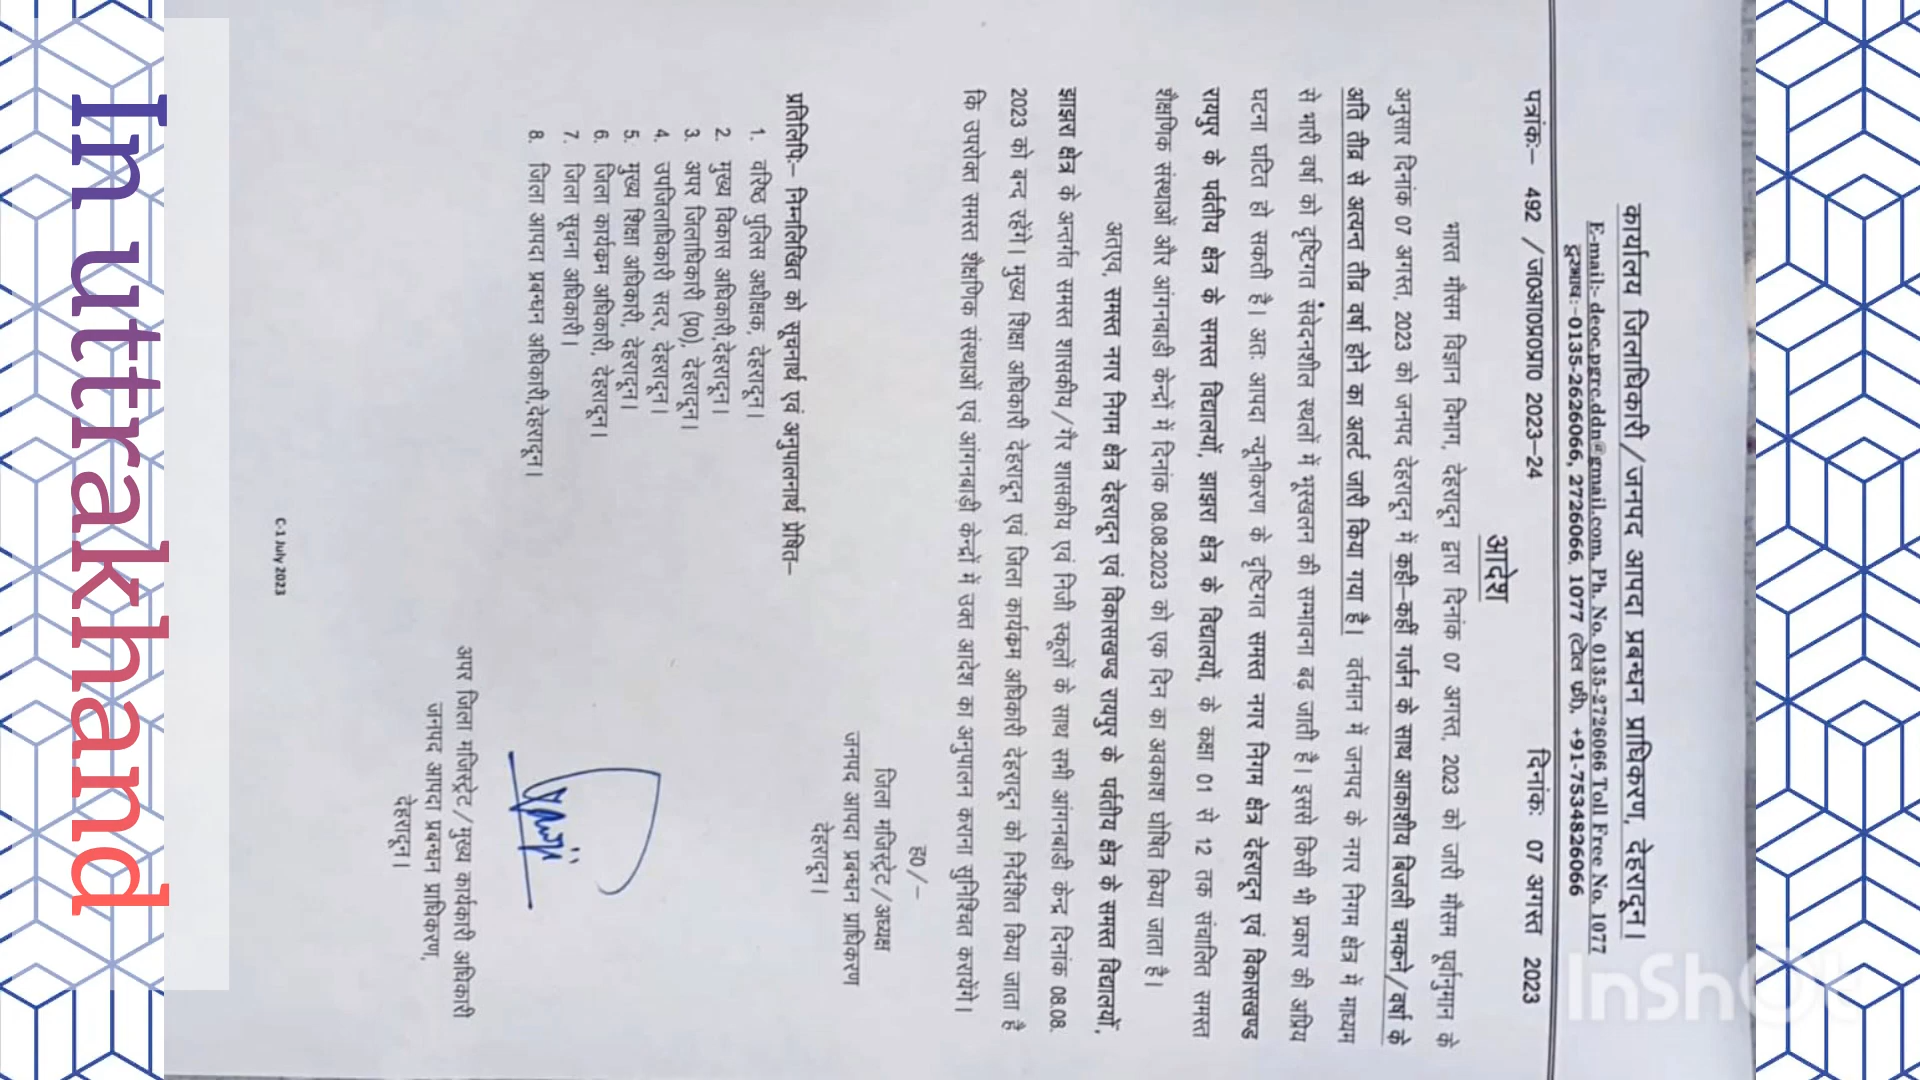 कार्यालय जिलाधिकारी/जनपद आपदा प्रबन्धन प्राधिकरण, देहरादून।
E-mail:- deoc.pgrc.ddn@gmail.com, Ph. No. 0135-2726066 Toll Free No. 1077
दूरभाषः-0135-2626066, 2726066, 1077 (टोल फ्री), +91-7534826066
पत्रांकः– 492 /ज0आ0प्र0प्रा0 2023–24 दिनांकः 07 अगस्त 2023
आदेश
भारत मौसम विज्ञान विभाग, देहरादून द्वारा दिनांक 07 अगस्त, 2023 को जारी मौसम पूर्वानुमान के
अनुसार दिनांक 07 अगस्त, 2023 को जनपद देहरादून में कहीं–कहीं गर्जन के साथ आकाशीय बिजली चमकने/वर्षा के
अति तीव्र से अत्यन्त तीव्र वर्षा होने का अलर्ट जारी किया गया है। वर्तमान में जनपद के नगर निगम क्षेत्र में माध्यम
से भारी वर्षा को दृष्टिगत संवेदनशील स्थलों में भूस्खलन की सम्भावना बढ़ जाती है। इससे किसी भी प्रकार की अप्रिय
घटना घटित हो सकती है। अतः आपदा न्यूनीकरण के दृष्टिगत समस्त नगर निगम क्षेत्र देहरादून एवं विकासखण्ड
रायपुर के पर्वतीय क्षेत्र के समस्त विद्यालयों, झाझरा क्षेत्र के विद्यालयों, के कक्षा 01 से 12 तक संचालित समस्त
शैक्षणिक संस्थाओं और आंगनबाडी केन्द्रों में दिनांक 08.08.2023 को एक दिन का अवकाश घोषित किया जाता है।
अतएव, समस्त नगर निगम क्षेत्र देहरादून एवं विकासखण्ड रायपुर के पर्वतीय क्षेत्र के समस्त विद्यालयों,
झाझरा क्षेत्र के अन्तर्गत समस्त शासकीय/गैर शासकीय एवं निजी स्कूलों के साथ सभी आंगनबाडी केन्द्र दिनांक 08.08.
2023 को बन्द रहेंगे। मुख्य शिक्षा अधिकारी देहरादून एवं जिला कार्यक्रम अधिकारी देहरादून को निर्देशित किया जाता है
कि उपरोक्त समस्त शैक्षणिक संस्थाओं एवं आंगनबाड़ी केन्द्रों में उक्त आदेश का अनुपालन कराना सुनिश्चित करायेंगे।
ह0/–
जिला मजिस्ट्रेट/अध्यक्ष
जनपद आपदा प्रबन्धन प्राधिकरण
देहरादून।
प्रतिलिपिः– निम्नलिखित को सूचनार्थ एवं अनुपालनार्थ प्रेषित–
1. वरिष्ठ पुलिस अधीक्षक, देहरादून।
2. मुख्य विकास अधिकारी,देहरादून।
3. अपर जिलाधिकारी (प्र0), देहरादून।
4. उपजिलाधिकारी सदर, देहरादून।
5. मुख्य शिक्षा अधिकारी, देहरादून।
6. जिला कार्यक्रम अधिकारी, देहरादून।
7. जिला सूचना अधिकारी।
8. जिला आपदा प्रबन्धन अधिकारी,देहरादून।
अपर जिला मजिस्ट्रेट/मुख्य कार्यकारी अधिकारी
जनपद आपदा प्रबन्धन प्राधिकरण,
देहरादून।
C-1 July 2023
In uttrakhand
InShOt